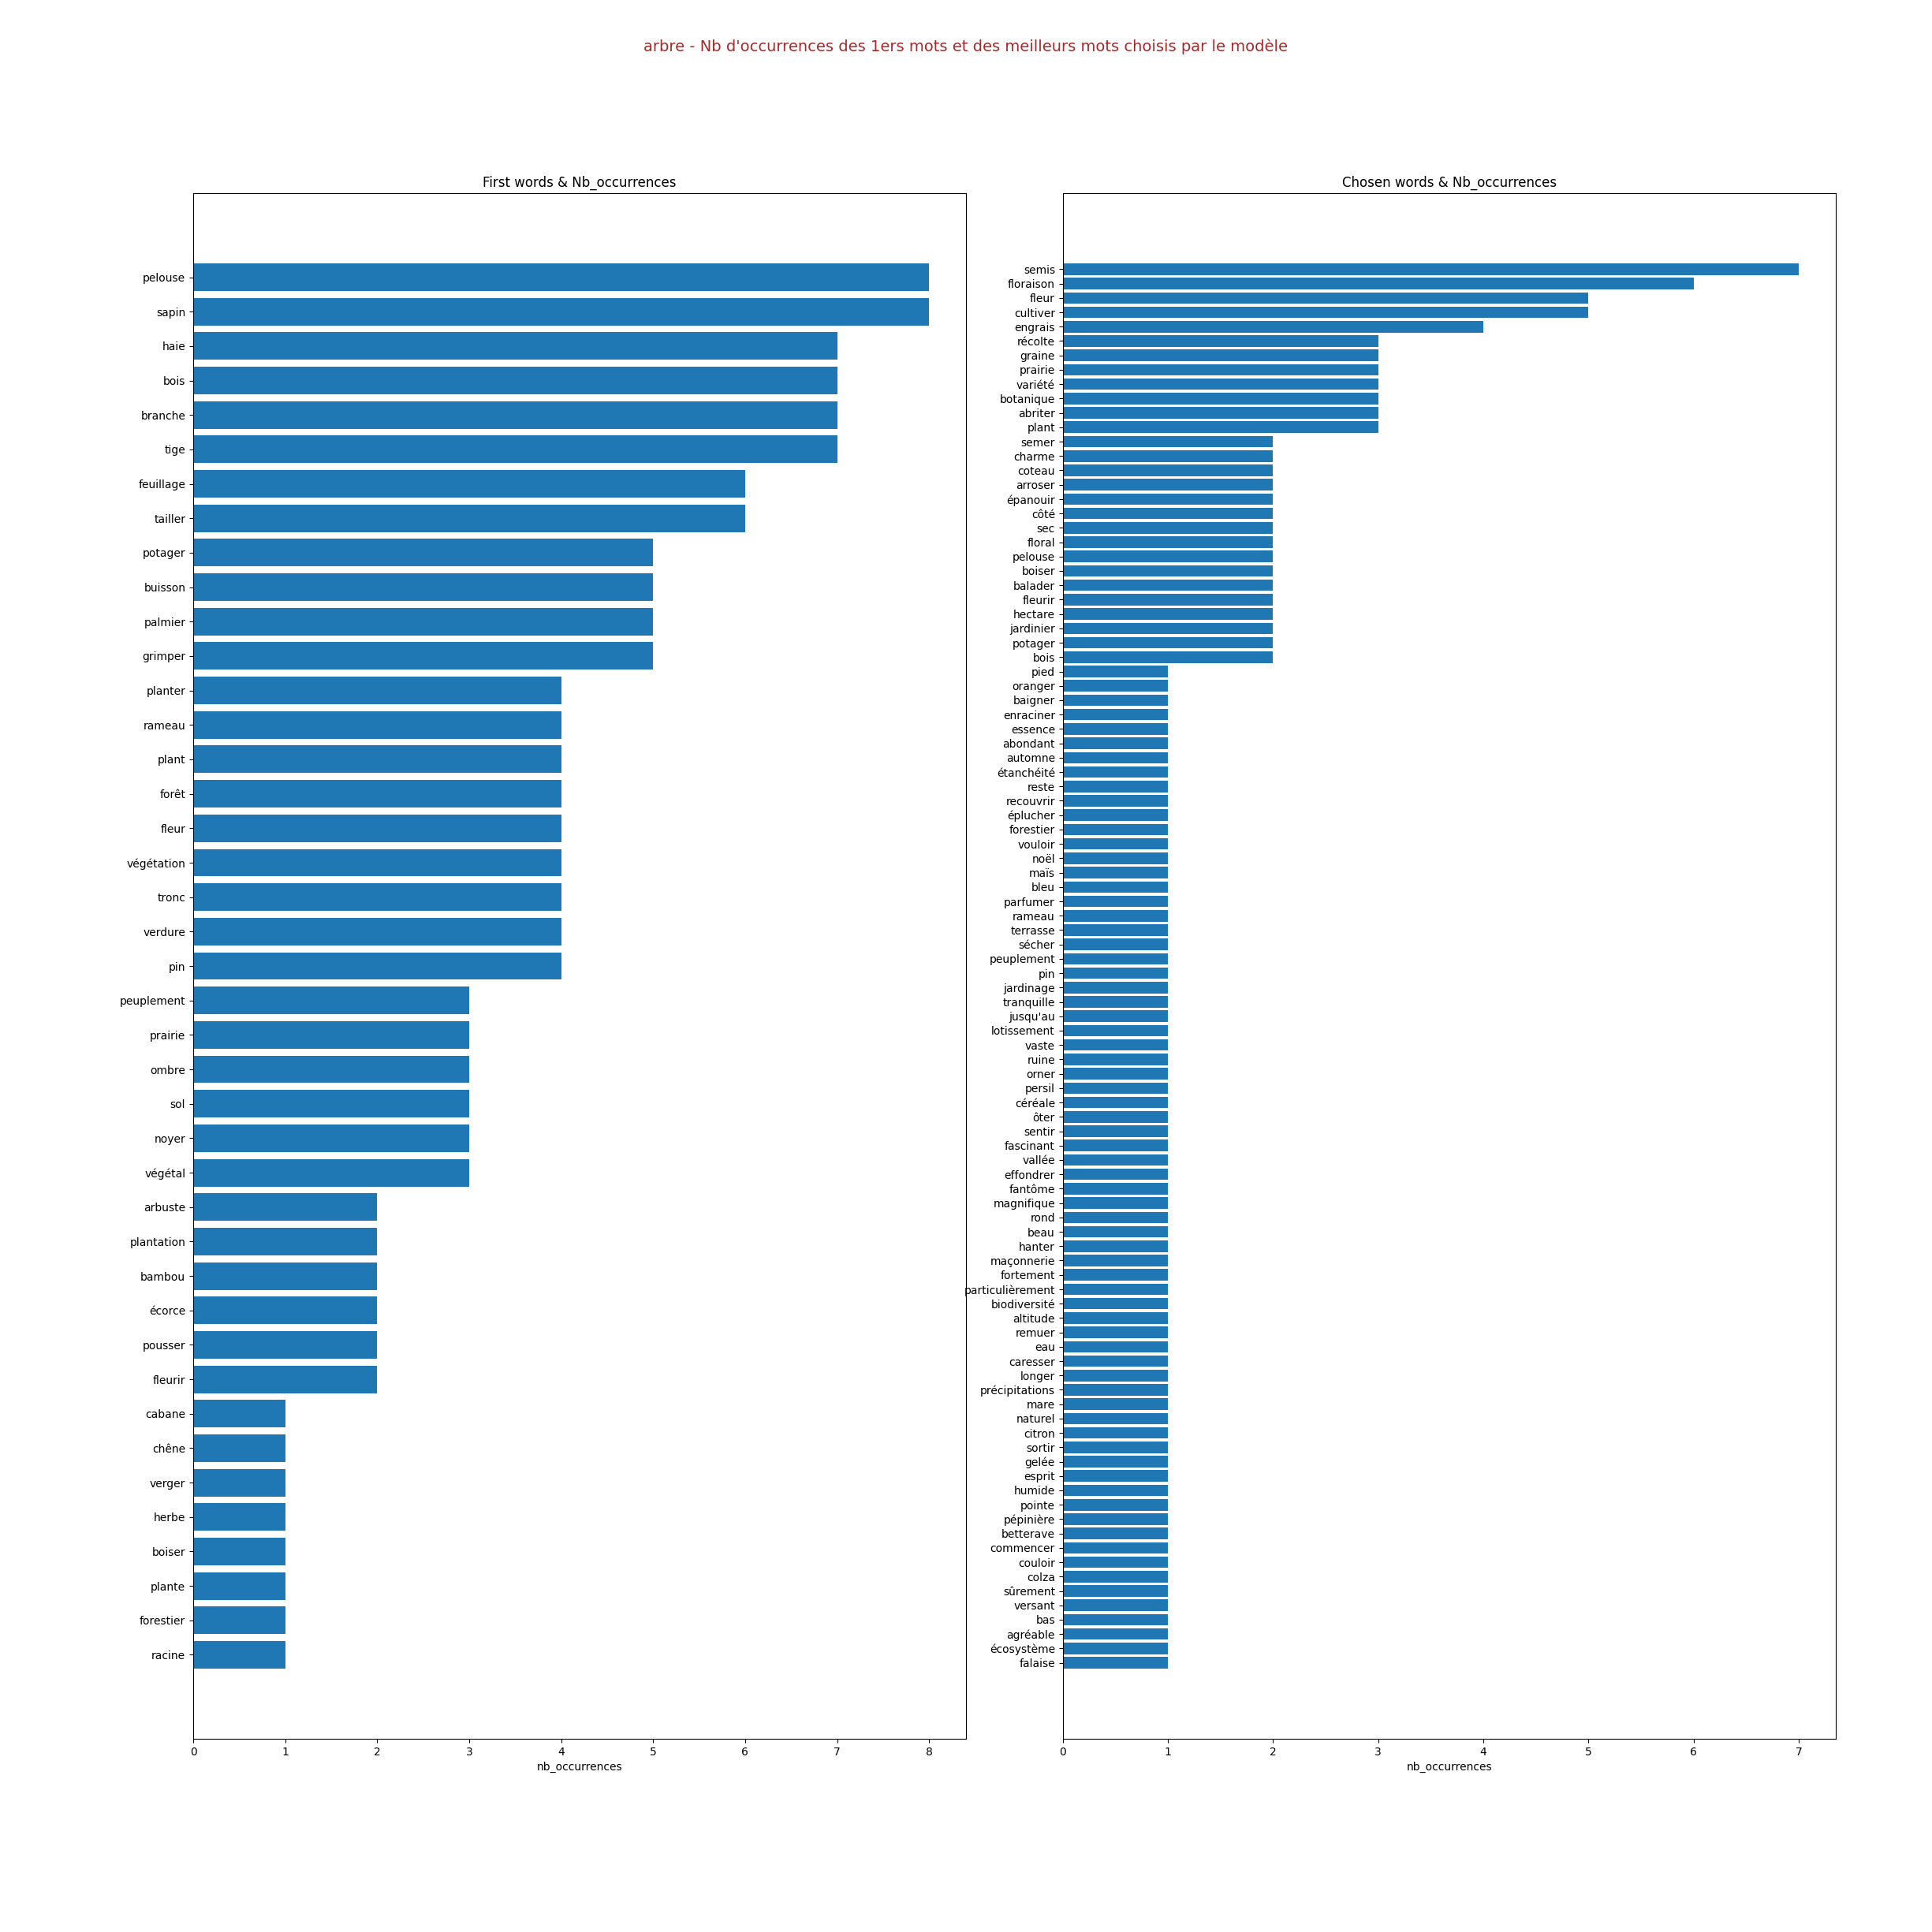 arbre - Nb d'occurrences des 1ers mots et des meilleurs mots choisis par le modèle
First words & Nb_occurrences
pelouse
sapin
haie
bois
branche
tige
feuillage
tailler
potager
buisson
palmier
grimper
planter
rameau
plant
forêt
fleur
végétation
tronc
verdure
pin
peuplement
prairie
ombre
sol
noyer
végétal
arbuste
plantation
bambou
écorce
pousser
fleurir
cabane
chêne
verger
herbe
boiser
plante
forestier
racine
0 1 2 3 4 5 6 7 8
nb_occurrences
Chosen words & Nb_occurrences
semis
floraison
fleur
cultiver
engrais
récolte
graine
prairie
variété
botanique
abriter
plant
semer
charme
coteau
arroser
épanouir
côté
sec
floral
pelouse
boiser
balader
fleurir
hectare
jardinier
potager
bois
pied
oranger
baigner
enraciner
essence
abondant
automne
étanchéité
reste
recouvrir
éplucher
forestier
vouloir
noël
maïs
bleu
parfumer
rameau
terrasse
sécher
peuplement
pin
jardinage
tranquille
jusqu'au
lotissement
vaste
ruine
orner
persil
céréale
ôter
sentir
fascinant
vallée
effondrer
fantôme
magnifique
rond
beau
hanter
maçonnerie
fortement
particulièrement
biodiversité
altitude
remuer
eau
caresser
longer
précipitations
mare
naturel
citron
sortir
gelée
esprit
humide
pointe
pépinière
betterave
commencer
couloir
colza
sûrement
versant
bas
agréable
écosystème
falaise
0 1 2 3 4 5 6 7
nb_occurrences